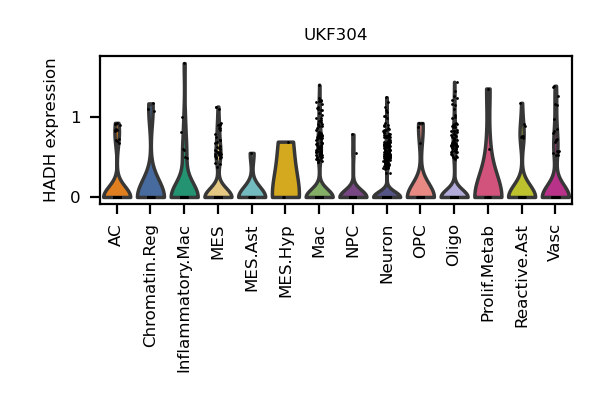 UKF304
HADH expression
1
0
AC
Chromatin.Reg
Inflammatory.Mac
MES
MES.Ast
MES.Hyp
Mac
NPC
Neuron
OPC
Oligo
Prolif.Metab
Reactive.Ast
Vasc